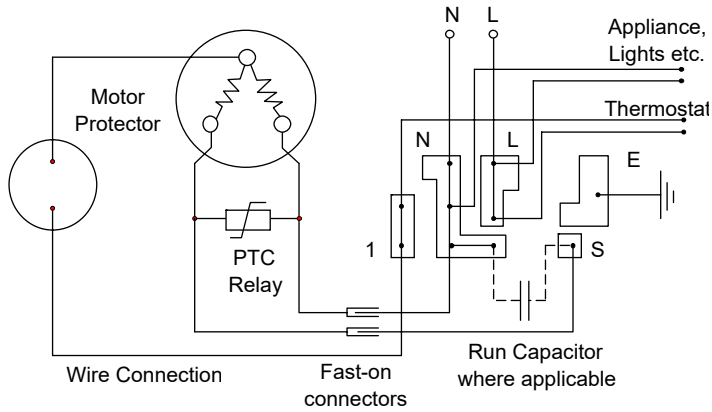 N L
Appliance,
Lights etc.
Motor
Protector
Thermostat
N L E
PTC
Relay
1 S
Wire Connection
Fast-on
connectors
Run Capacitor
where applicable